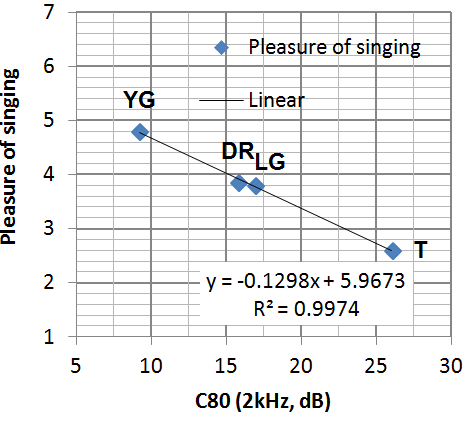 7
Pleasure of singing
6
YG
Linear
5
DR LG
4
3
T
y = -0.1298x + 5.9673
2
R² = 0.9974
1
5 10 15 20 25 30
C80 (2kHz, dB)
Pleasure of singing